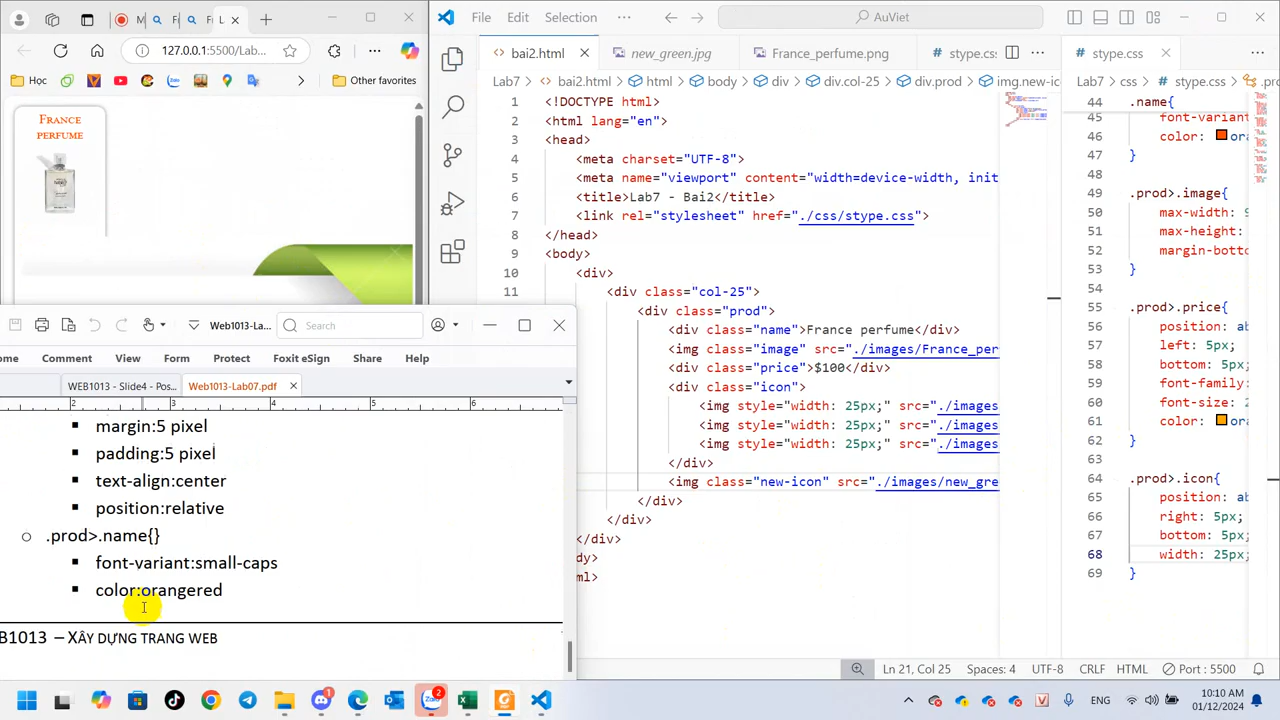 127.0.0.1:5500/Lab...
Học
Other favorites
FRANCE
PERFUME
File Edit Selection ... AuViet
bai2.html new_green.jpg France_perfume.png stype.css
Lab7 > bai2.html > html > body > div > div.col-25 > div.prod > img.new-ic
1 <!DOCTYPE html>
2 <html lang="en">
3 <head>
4 <meta charset="UTF-8">
5 <meta name="viewport" content="width=device-width, init
6 <title>Lab7 - Bai2</title>
7 <link rel="stylesheet" href="./css/stype.css">
8 </head>
9 <body>
10 <div>
11 <div class="col-25">
<div class="prod">
<div class="name">France perfume</div>
<img class="image" src="./images/France_per
<div class="price">$100</div>
<div class="icon">
<img style="width: 25px;" src="./images
<img style="width: 25px;" src="./images
<img style="width: 25px;" src="./images
</div>
<img class="new-icon" src="./images/new_gre
</div>
</div>
</div>
dy>
ml>
stype.css
Lab7 > css > # stype.css > .pro
44 .name{
45 font-variant
46 color: ora
47 }
48
49 .prod>.image{
50 max-width: 9
51 max-height:
52 margin-bottom
53 }
54
55 .prod>.price{
56 position: ab
57 left: 5px;
58 bottom: 5px;
59 font-family:
60 font-size: 2
61 color: ora
62 }
63
64 .prod>.icon{
65 position: ab
66 right: 5px;
67 bottom: 5px;
68 width: 25px;
69 }
Web1013-La... Search
ome Comment View Form Protect Foxit eSign Share Help
WEB1013 - Slide4 - Pos... Web1013-Lab07.pdf
2 3 4 5 6
▪ margin:5 pixel
▪ padding:5 pixel
▪ text-align:center
▪ position:relative
○ .prod>.name{}
▪ font-variant:small-caps
▪ color:orangered
B1013 – XÂY DỰNG TRANG WEB
Ln 21, Col 25 Spaces: 4 UTF-8 CRLF HTML Port : 5500
ENG 10:10 AM
01/12/2024